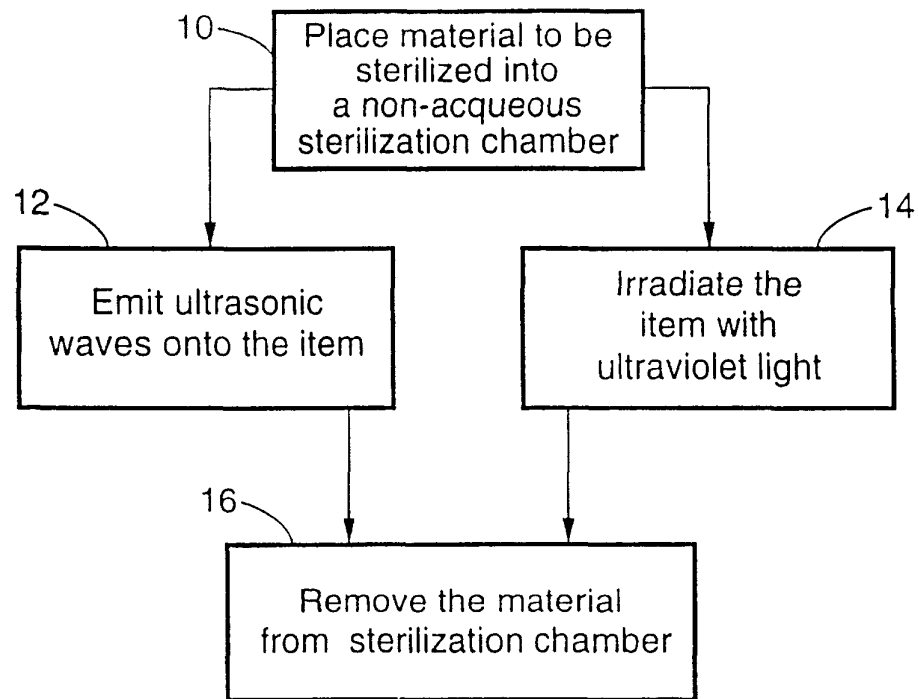 10
Place material to be
sterilized into
a non-acqueous
sterilization chamber
12
Emit ultrasonic
waves onto the item
14
Irradiate the
item with
ultraviolet light
16
Remove the material
from sterilization chamber